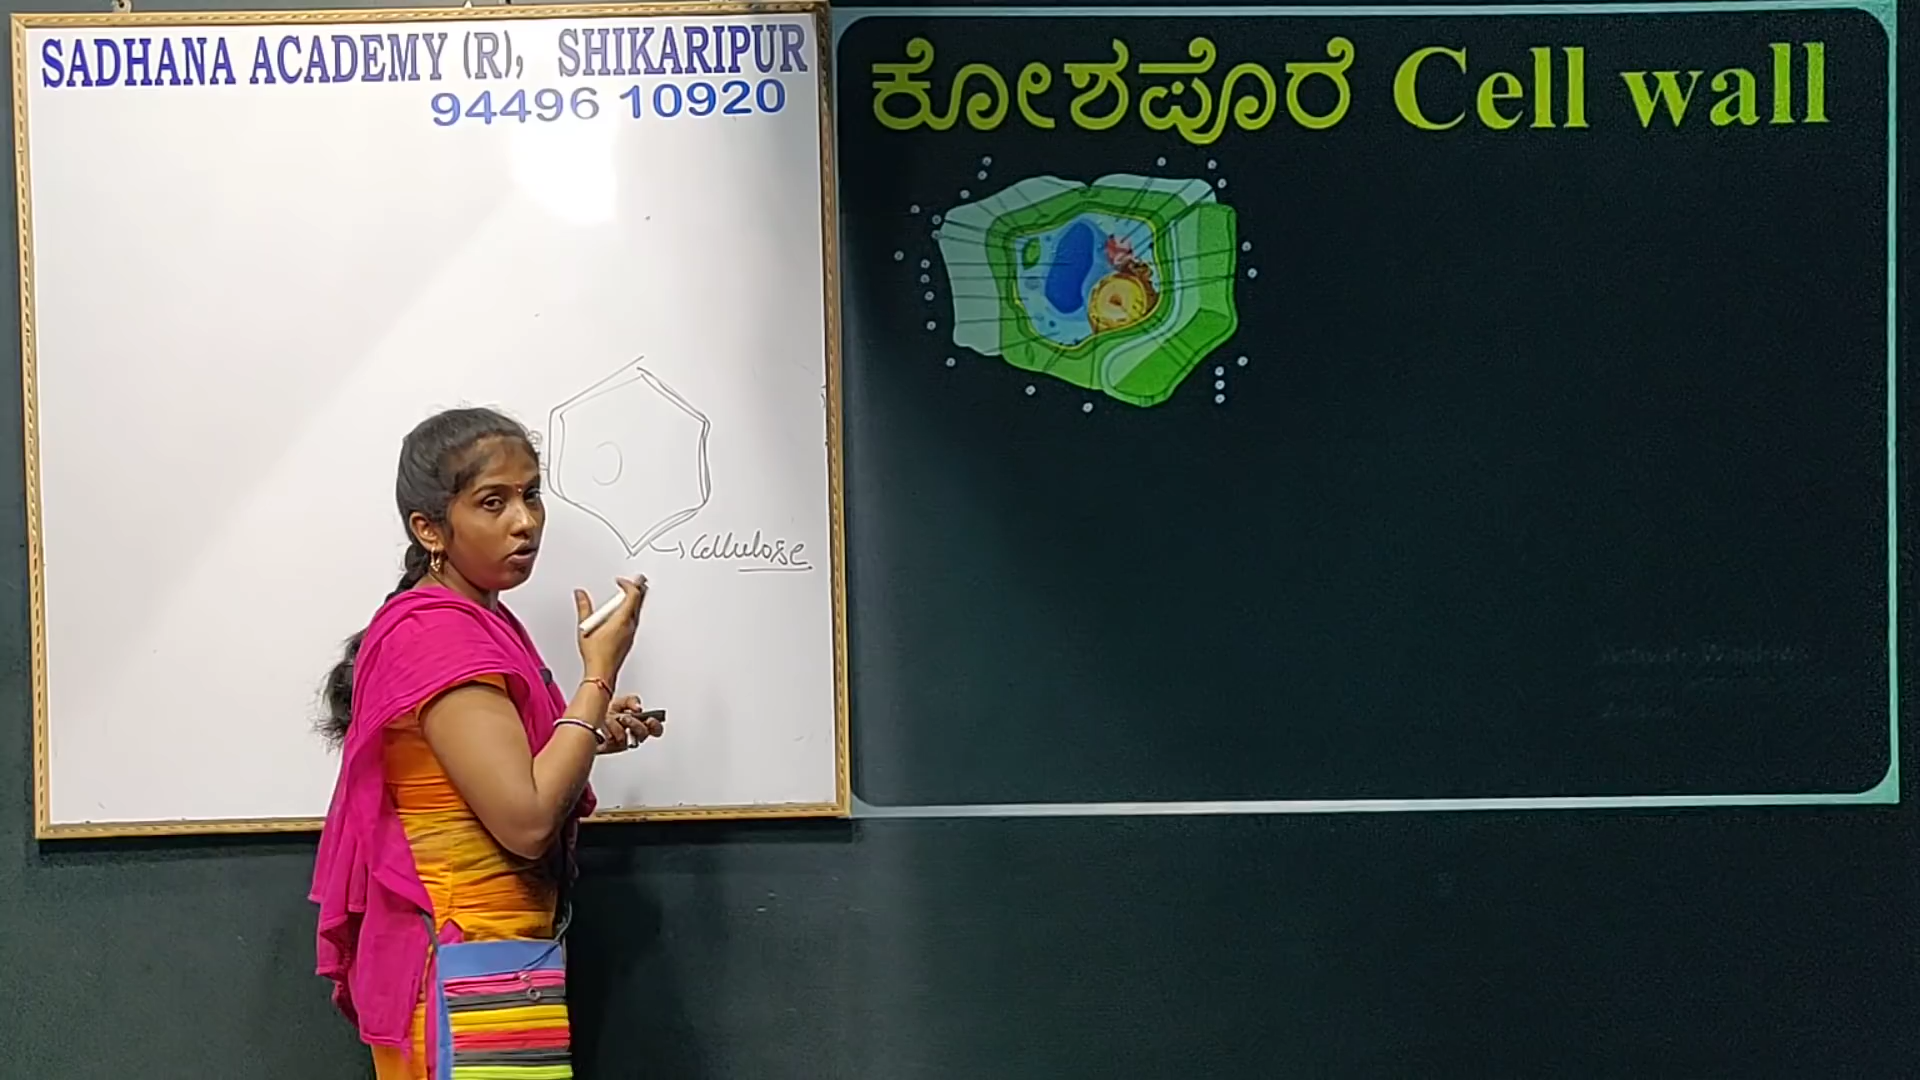 SADHANA ACADEMY (R), SHIKARIPUR
94496 10920
ಕೋಶಪೊರೆ Cell wall
Cellulose